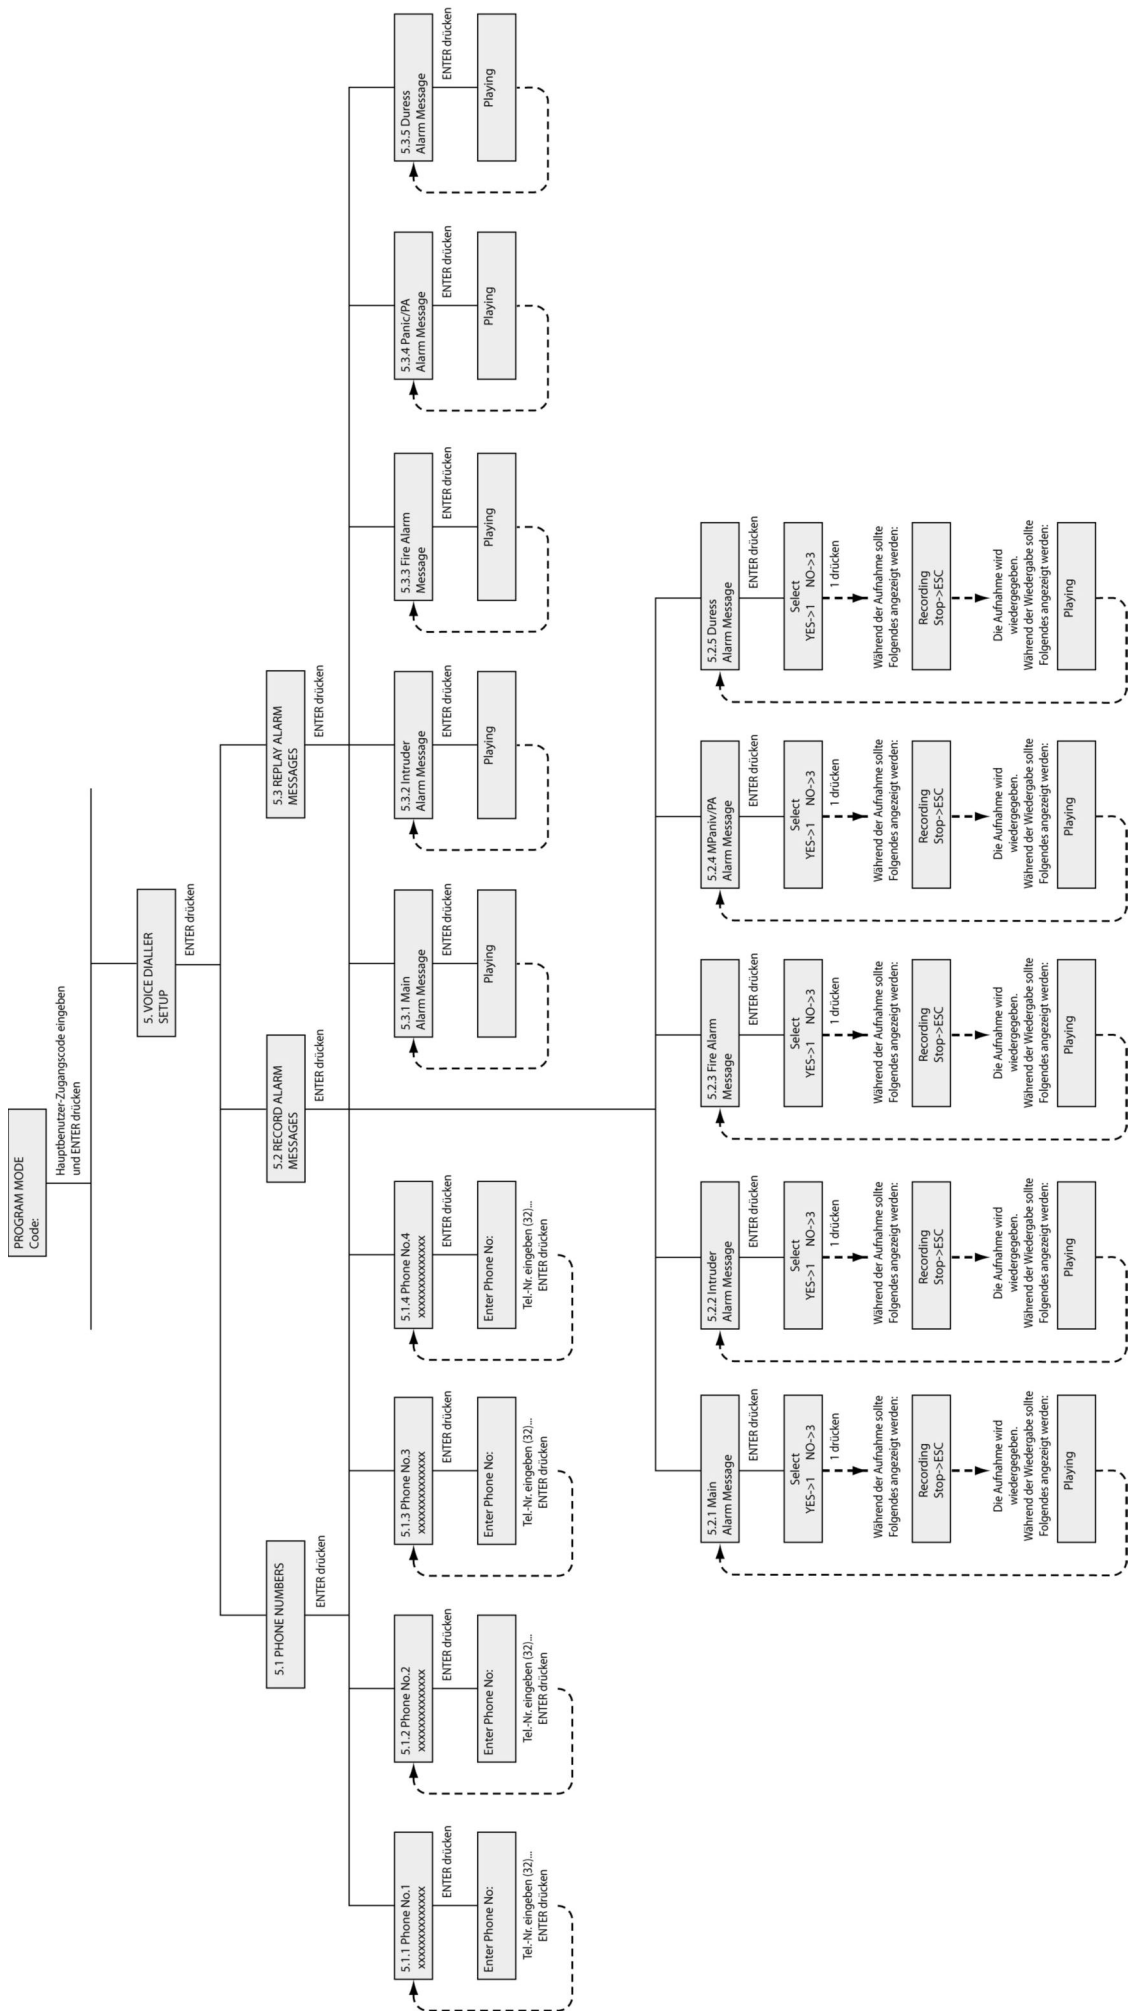 PROGRAM MODE
Code:
Hauptbenutzer-Zugangscode eingeben
und ENTER drücken
5. VOICE DIALLER
SETUP
ENTER drücken
5.1 PHONE NUMBERS
ENTER drücken
5.2 RECORD ALARM
MESSAGES
ENTER drücken
5.3 REPLAY ALARM
MESSAGES
ENTER drücken
5.1.1 Phone No.1
xxxxxxxxxxxxxxxx
ENTER drücken
Enter Phone No:
Tel.-Nr. eingeben (32)...
ENTER drücken
5.1.2 Phone No.2
xxxxxxxxxxxxxxxx
ENTER drücken
Enter Phone No:
Tel.-Nr. eingeben (32)...
ENTER drücken
5.1.3 Phone No.3
xxxxxxxxxxxxxxxx
ENTER drücken
Enter Phone No:
Tel.-Nr. eingeben (32)...
ENTER drücken
5.1.4 Phone No.4
xxxxxxxxxxxxxxxx
ENTER drücken
Enter Phone No:
Tel.-Nr. eingeben (32)...
ENTER drücken
5.3.1 Main
Alarm Message
ENTER drücken
Playing
5.3.2 Intruder
Alarm Message
ENTER drücken
Playing
5.3.3 Fire Alarm
Message
ENTER drücken
Playing
5.3.4 Panic/PA
Alarm Message
ENTER drücken
Playing
5.3.5 Duress
Alarm Message
ENTER drücken
Playing
5.2.1 Main
Alarm Message
ENTER drücken
Select
YES->1 NO->3
1 drücken
Während der Aufnahme sollte
Folgendes angezeigt werden:
Recording
Stop->ESC
Die Aufnahme wird
wiedergegeben.
Während der Wiedergabe sollte
Folgendes angezeigt werden:
Playing
5.2.2 Intruder
Alarm Message
ENTER drücken
Select
YES->1 NO->3
1 drücken
Während der Aufnahme sollte
Folgendes angezeigt werden:
Recording
Stop->ESC
Die Aufnahme wird
wiedergegeben.
Während der Wiedergabe sollte
Folgendes angezeigt werden:
Playing
5.2.3 Fire Alarm
Message
ENTER drücken
Select
YES->1 NO->3
1 drücken
Während der Aufnahme sollte
Folgendes angezeigt werden:
Recording
Stop->ESC
Die Aufnahme wird
wiedergegeben.
Während der Wiedergabe sollte
Folgendes angezeigt werden:
Playing
5.2.4 MPaniv/PA
Alarm Message
ENTER drücken
Select
YES->1 NO->3
1 drücken
Während der Aufnahme sollte
Folgendes angezeigt werden:
Recording
Stop->ESC
Die Aufnahme wird
wiedergegeben.
Während der Wiedergabe sollte
Folgendes angezeigt werden:
Playing
5.2.5 Duress
Alarm Message
ENTER drücken
Select
YES->1 NO->3
1 drücken
Während der Aufnahme sollte
Folgendes angezeigt werden:
Recording
Stop->ESC
Die Aufnahme wird
wiedergegeben.
Während der Wiedergabe sollte
Folgendes angezeigt werden:
Playing